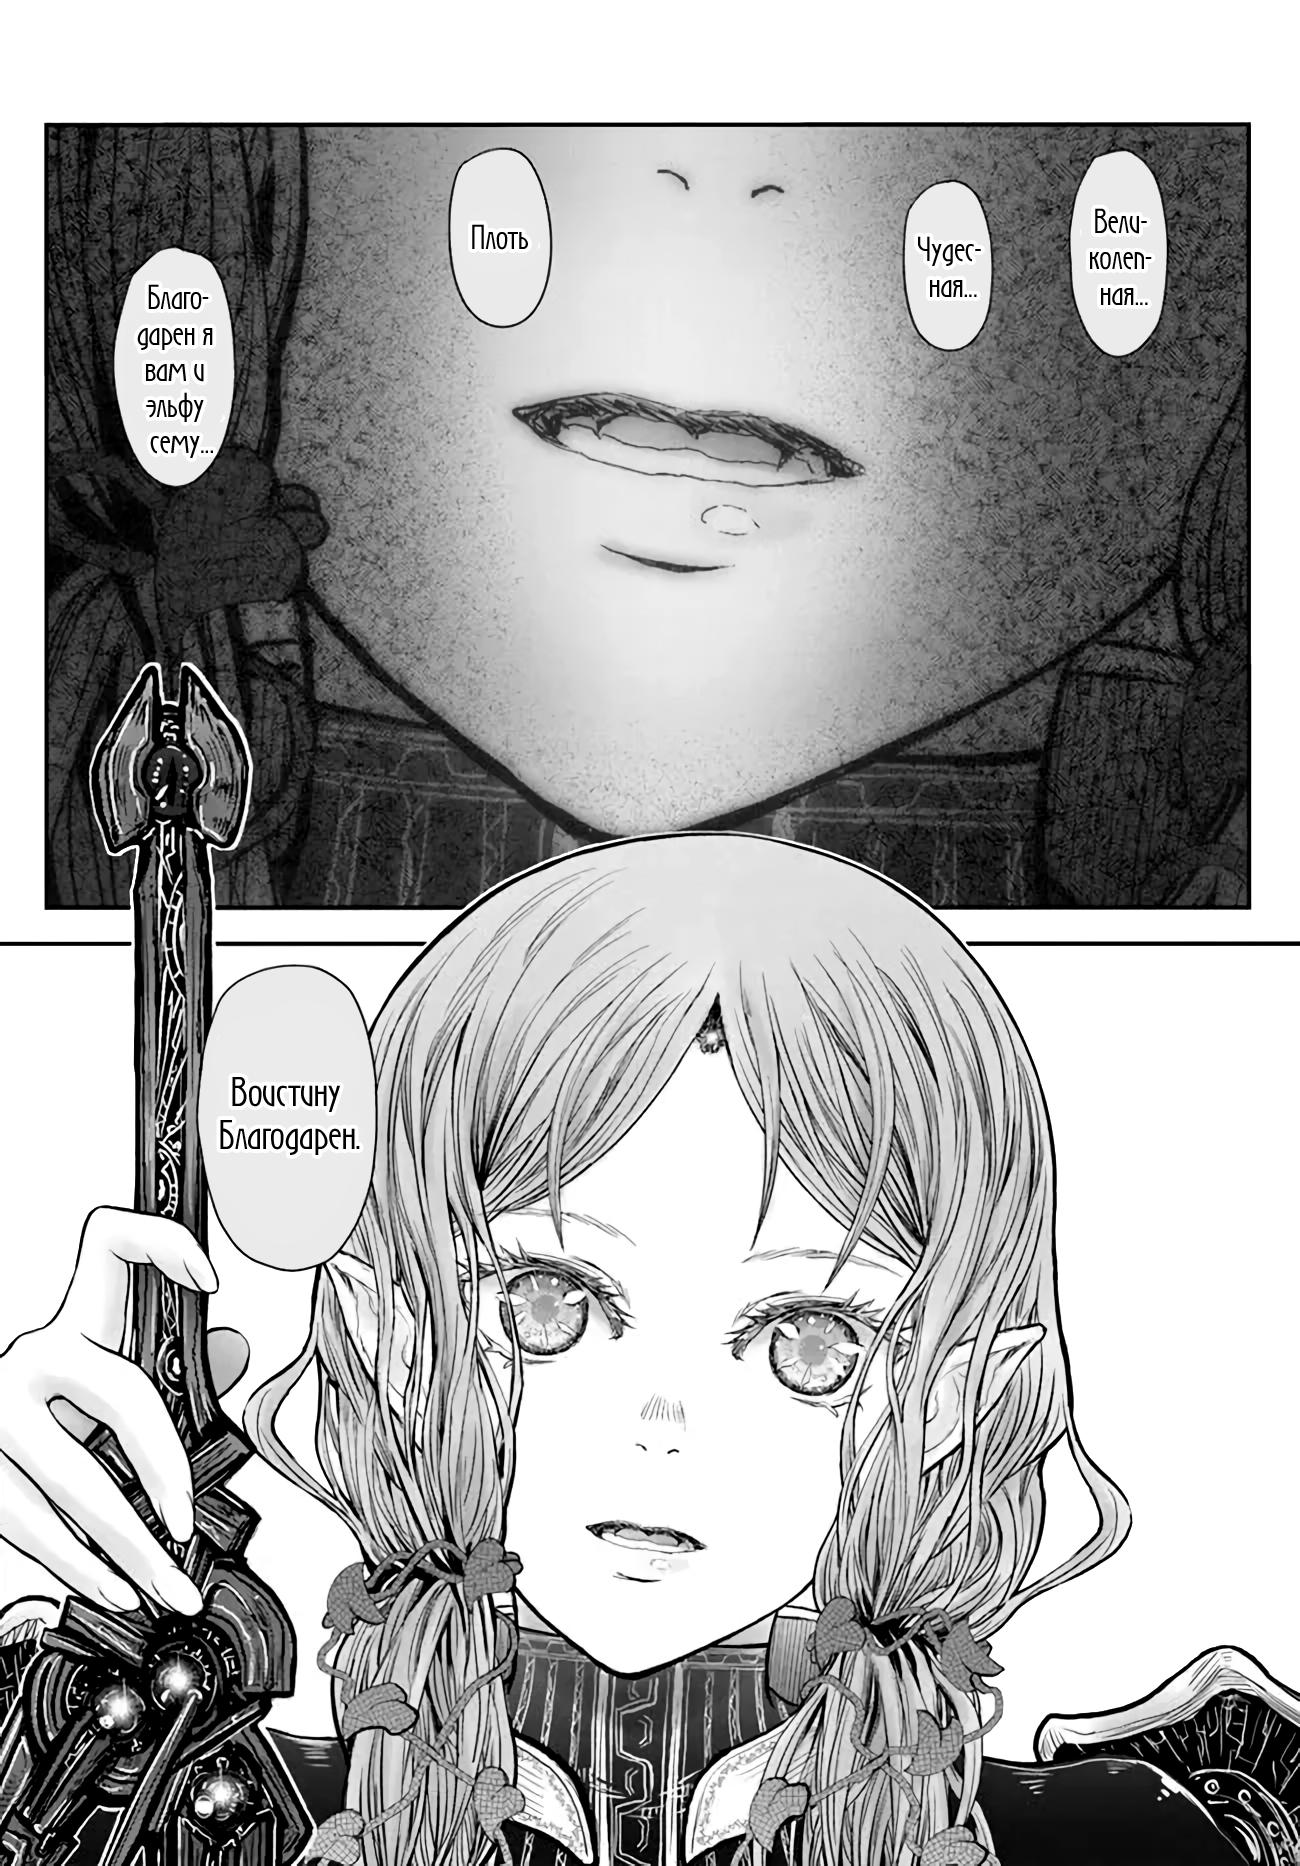 Вели-
колеп-
ная...
Чудес-
ная...
Плоть
Благо-
дарен я
вам и
эльфу
сему...
Воистину
Благодарен.